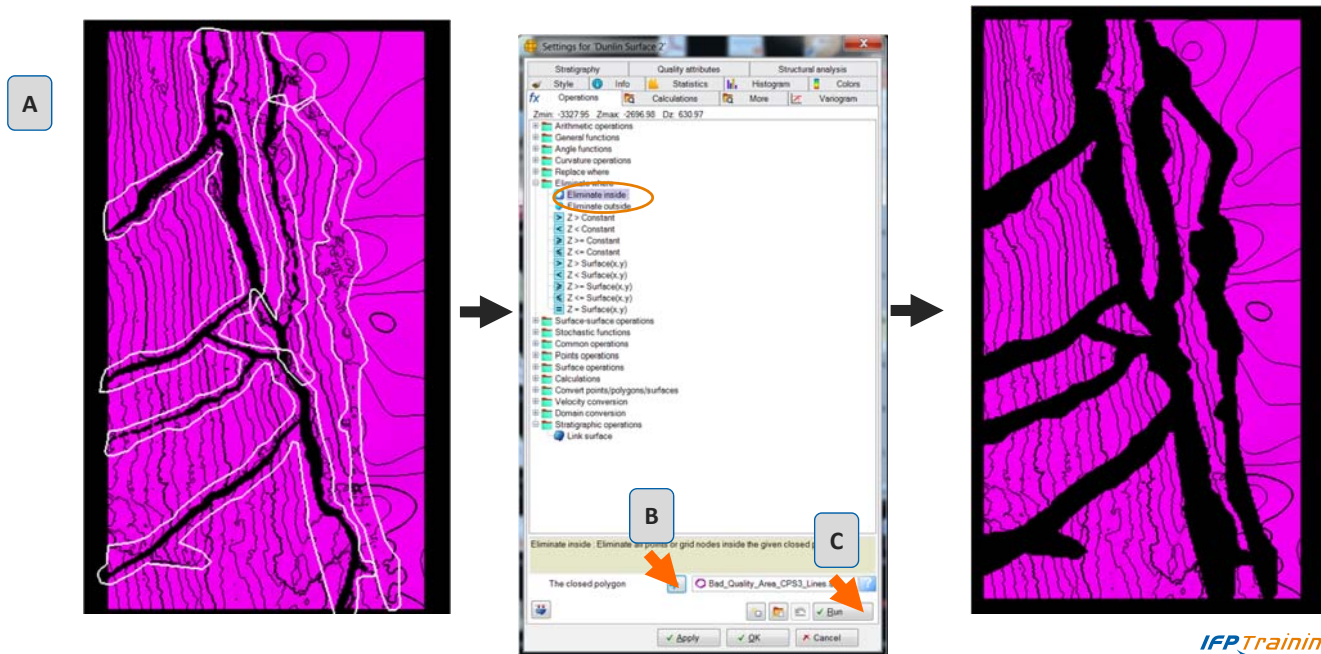 A
Settings for 'Dunlin Surface 2'
Stratigraphy Quality attributes Structural analysis
Style Info Statistics Histogram Colors
Operations Calculations More Variogram
Zmin: -3327.95 Zmax: -2696.98 Dz: 630.97
Arithmetic operations
General functions
Angle functions
Curvature operations
Replace where
Eliminate where
Eliminate inside
Eliminate outside
> Z > Constant
< Z < Constant
≥ Z >= Constant
≤ Z <= Constant
> Z > Surface(x,y)
< Z < Surface(x,y)
≥ Z >= Surface(x,y)
≤ Z <= Surface(x,y)
= Z = Surface(x,y)
Surface-surface operations
Stochastic functions
Common operations
Points operations
Surface operations
Calculations
Convert points/polygons/surfaces
Velocity conversion
Domain conversion
Stratigraphic operations
Link surface
B
C
Eliminate inside : Eliminate all points or grid nodes inside the given closed
The closed polygon Bad_Quality_Area_CPS3_Lines
Run
Apply OK Cancel
IFPTrainin